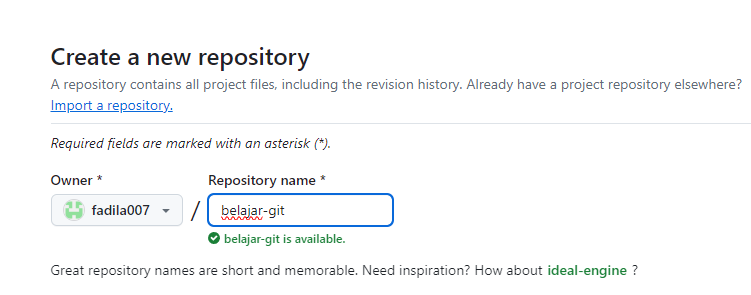 Create a new repository
A repository contains all project files, including the revision history. Already have a project repository elsewhere?
Import a repository.
Required fields are marked with an asterisk (*).
Owner * Repository name *
fadila007 / belajar-git
belajar-git is available.
Great repository names are short and memorable. Need inspiration? How about ideal-engine ?